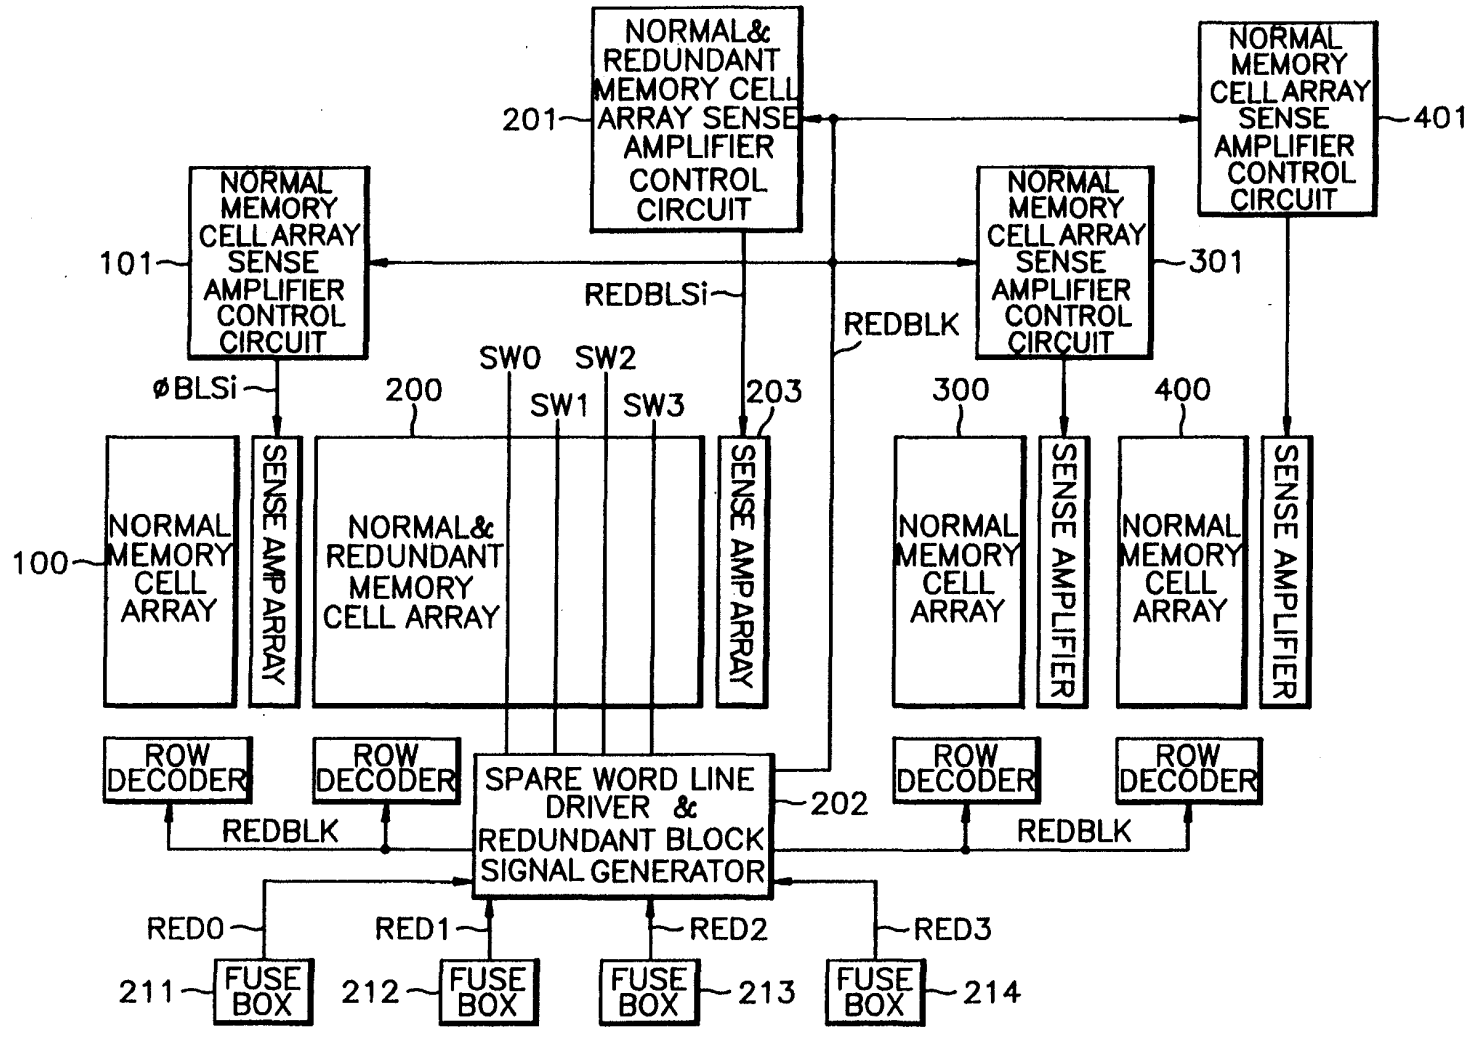 NORMAL&
REDUNDANT
MEMORY CELL
ARRAY SENSE
AMPLIFIER
CONTROL
CIRCUIT
201
NORMAL
MEMORY
CELL ARRAY
SENSE
AMPLIFIER
CONTROL
CIRCUIT
401
NORMAL
MEMORY
CELL ARRAY
SENSE
AMPLIFIER
CONTROL
CIRCUIT
101
NORMAL
MEMORY
CELL ARRAY
SENSE
AMPLIFIER
CONTROL
CIRCUIT
301
REDBLSi
REDBLK
øBLSi
200
SW0
SW1
SW2
SW3
203
300
400
100
NORMAL
MEMORY
CELL
ARRAY
SENSE AMP ARRAY
NORMAL&
REDUNDANT
MEMORY
CELL ARRAY
SENSE AMP ARRAY
NORMAL
MEMORY
CELL
ARRAY
SENSE AMPLIFIER
NORMAL
MEMORY
CELL
ARRAY
SENSE AMPLIFIER
ROW
DECODER
ROW
DECODER
SPARE WORD LINE
DRIVER &
REDUNDANT BLOCK
SIGNAL GENERATOR
202
ROW
DECODER
ROW
DECODER
REDBLK
REDBLK
RED0
RED1
RED2
RED3
211
FUSE
BOX
212
FUSE
BOX
FUSE
BOX
213
FUSE
BOX
214